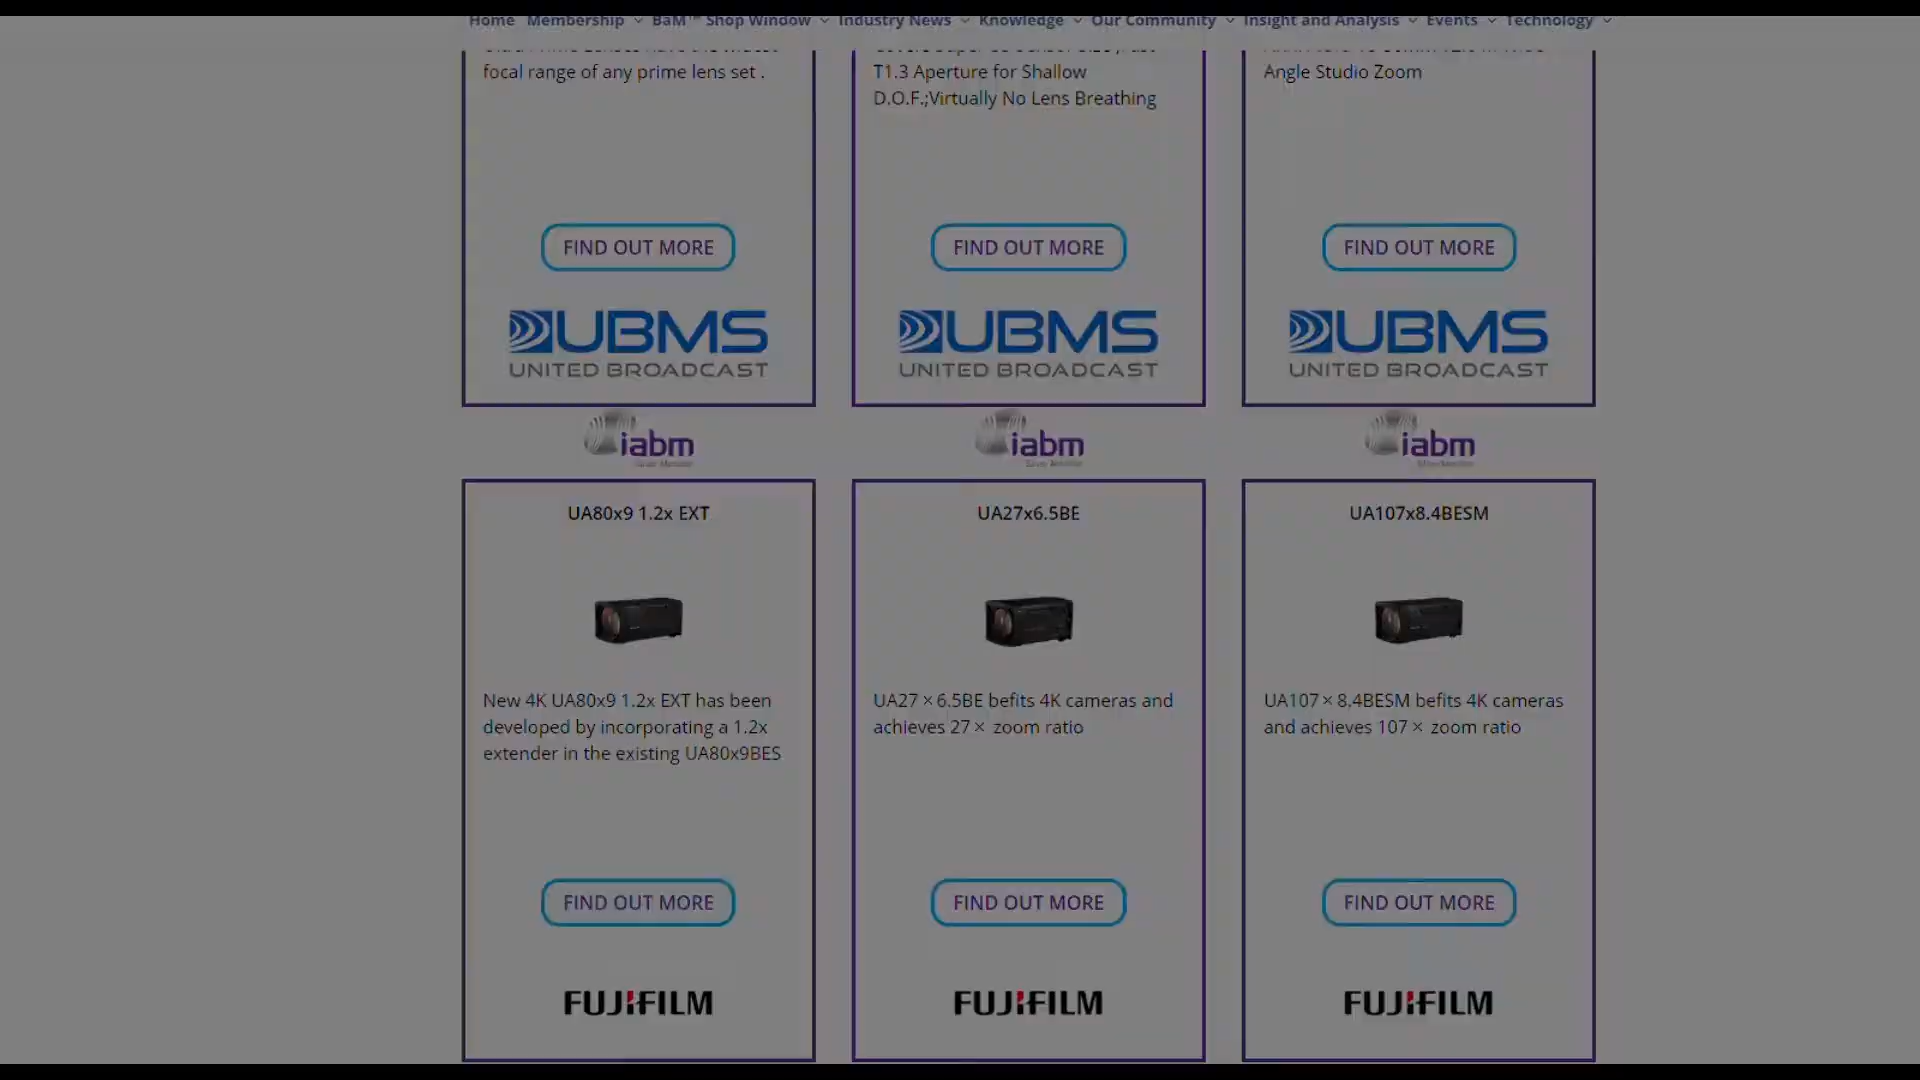 Home Membership BaM™ Shop Window Industry News Knowledge Our Community Insight and Analysis Events Technology
focal range of any prime lens set .
T1.3 Aperture for Shallow
D.O.F.;Virtually No Lens Breathing
Angle Studio Zoom
FIND OUT MORE
FIND OUT MORE
FIND OUT MORE
UBMS
UNITED BROADCAST
UBMS
UNITED BROADCAST
UBMS
UNITED BROADCAST
iabm
iabm
iabm
UA80x9 1.2x EXT
New 4K UA80x9 1.2x EXT has been
developed by incorporating a 1.2x
extender in the existing UA80x9BES
FIND OUT MORE
FUJIFILM
UA27x6.5BE
UA27×6.5BE befits 4K cameras and
achieves 27× zoom ratio
FIND OUT MORE
FUJIFILM
UA107x8.4BESM
UA107×8.4BESM befits 4K cameras
and achieves 107× zoom ratio
FIND OUT MORE
FUJIFILM